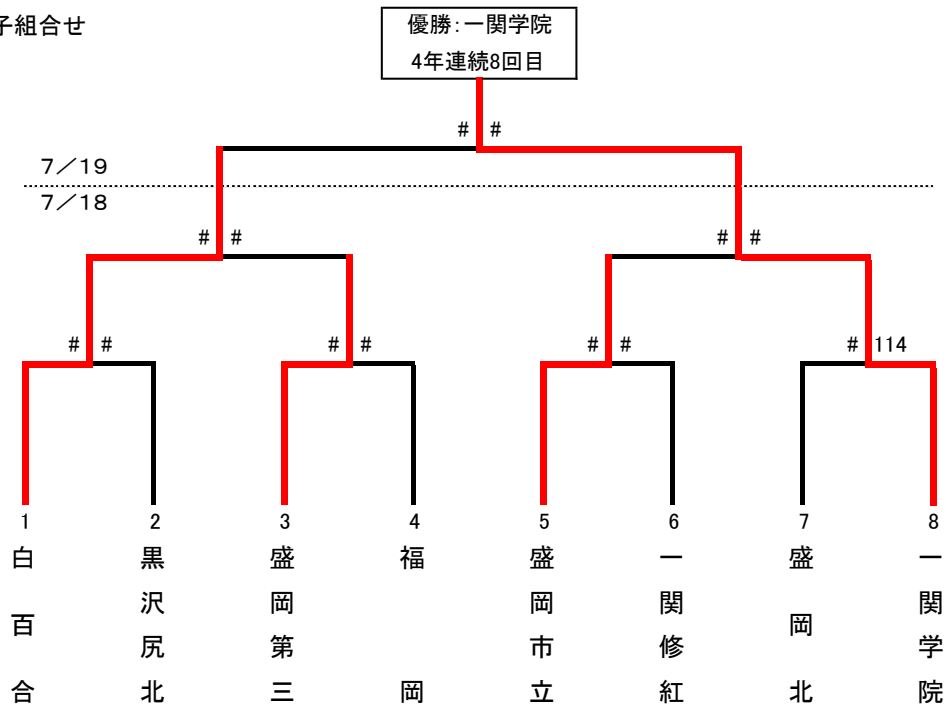 子組合せ
優勝:一関学院
4年連続8回目
# #
7/19
7/18
# # # #
# # # # # # # 114
1 2 3 4 5 6 7 8
白百合
黒沢尻北
盛岡第三
福岡
盛岡市立
一関修紅
盛岡北
一関学院